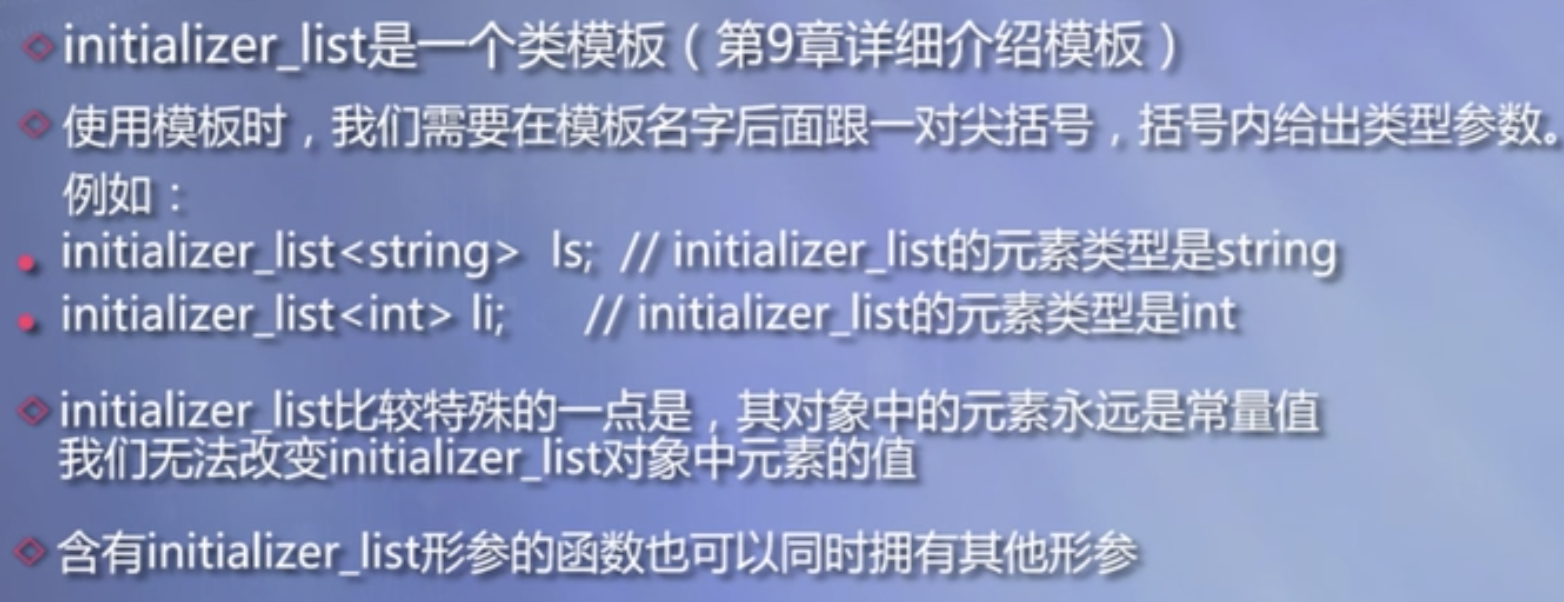 initializer_list是一个类模板（第9章详细介绍模板）
使用模板时，我们需要在模板名字后面跟一对尖括号，括号内给出类型参数。
例如：
initializer_list<string> ls; // initializer_list的元素类型是string
initializer_list<int> li; // initializer_list的元素类型是int
initializer_list比较特殊的一点是，其对象中的元素永远是常量值
我们无法改变initializer_list对象中元素的值
含有initializer_list形参的函数也可以同时拥有其他形参